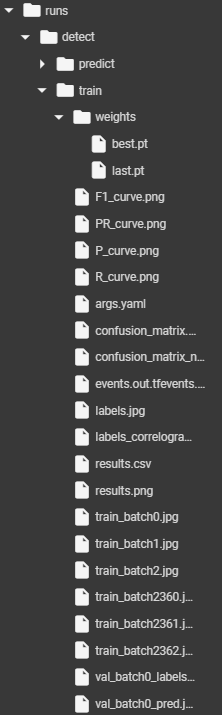 runs
detect
predict
train
weights
best.pt
last.pt
F1_curve.png
PR_curve.png
P_curve.png
R_curve.png
args.yaml
confusion_matrix....
confusion_matrix_n...
events.out.tfevents....
labels.jpg
labels_correlogra...
results.csv
results.png
train_batch0.jpg
train_batch1.jpg
train_batch2.jpg
train_batch2360.j...
train_batch2361.j...
train_batch2362.j...
val_batch0_labels...
val_batch0_pred.j...